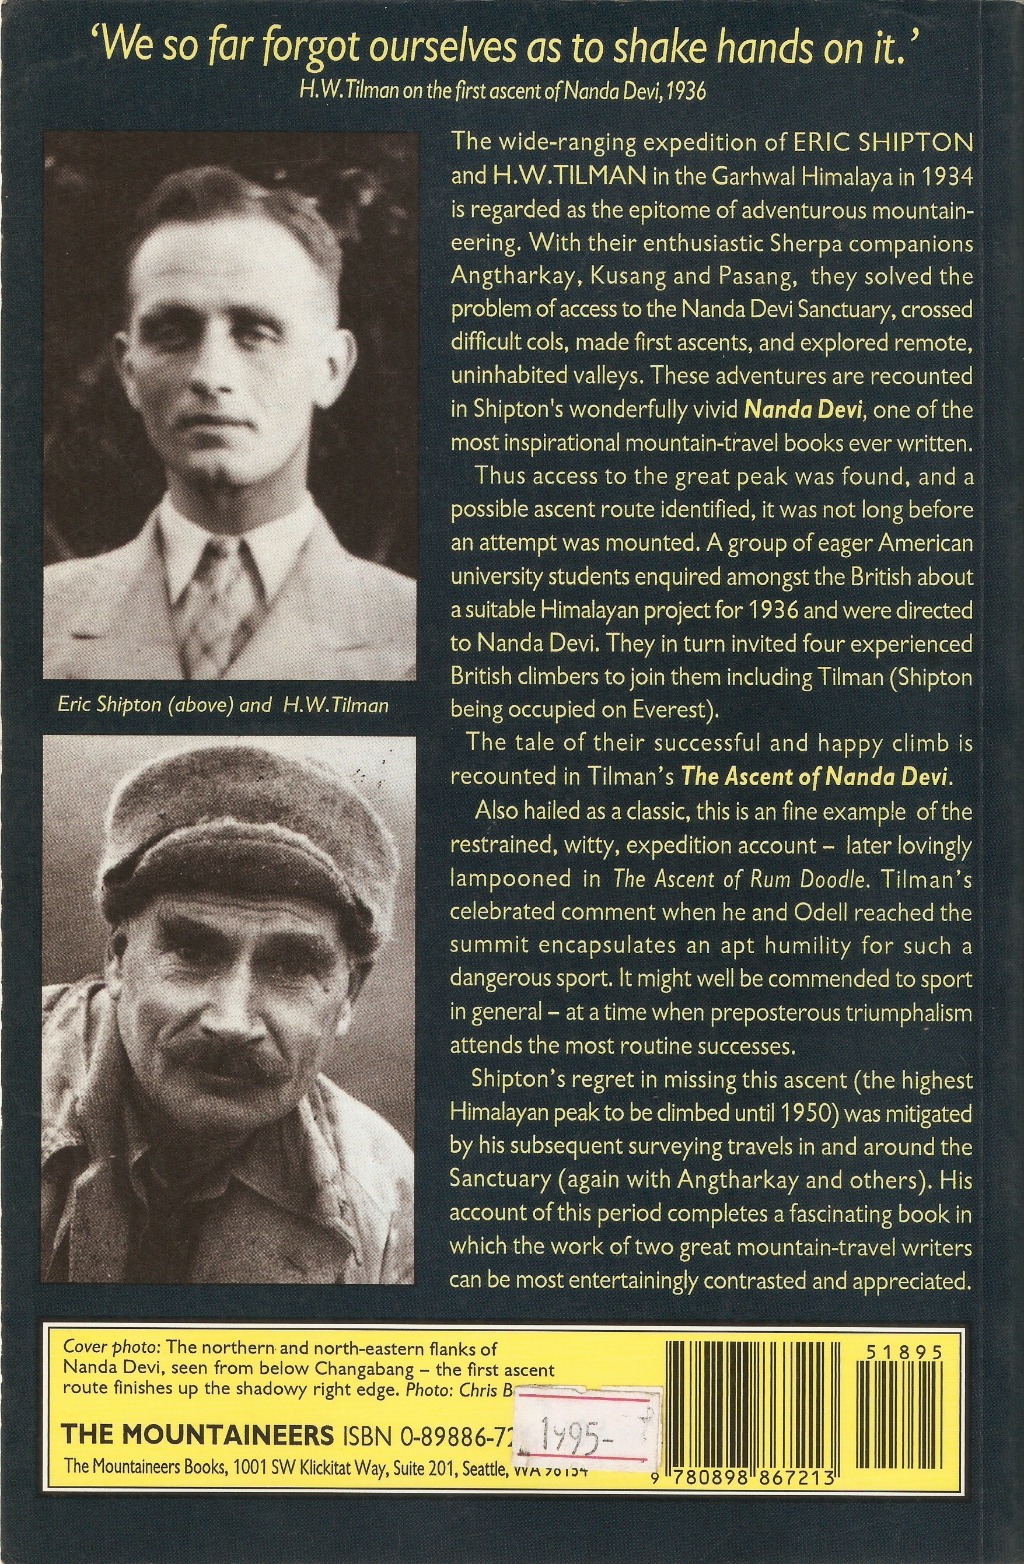 ‘We so far forgot ourselves as to shake hands on it.’
H.W.Tilman on the first ascent of Nanda Devi, 1936
The wide-ranging expedition of ERIC SHIPTON
and H.W.TILMAN in the Garhwal Himalaya in 1934
is regarded as the epitome of adventurous mountain-
eering. With their enthusiastic Sherpa companions
Angtharkay, Kusang and Pasang, they solved the
problem of access to the Nanda Devi Sanctuary, crossed
difficult cols, made first ascents, and explored remote,
uninhabited valleys. These adventures are recounted
in Shipton's wonderfully vivid Nanda Devi, one of the
most inspirational mountain-travel books ever written.
Thus access to the great peak was found, and a
possible ascent route identified, it was not long before
an attempt was mounted. A group of eager American
university students enquired amongst the British about
a suitable Himalayan project for 1936 and were directed
to Nanda Devi. They in turn invited four experienced
British climbers to join them including Tilman (Shipton
being occupied on Everest).
The tale of their successful and happy climb is
recounted in Tilman’s The Ascent of Nanda Devi.
Also hailed as a classic, this is an fine example of the
restrained, witty, expedition account – later lovingly
lampooned in The Ascent of Rum Doodle. Tilman’s
celebrated comment when he and Odell reached the
summit encapsulates an apt humility for such a
dangerous sport. It might well be commended to sport
in general – at a time when preposterous triumphalism
attends the most routine successes.
Shipton’s regret in missing this ascent (the highest
Himalayan peak to be climbed until 1950) was mitigated
by his subsequent surveying travels in and around the
Sanctuary (again with Angtharkay and others). His
account of this period completes a fascinating book in
which the work of two great mountain-travel writers
can be most entertainingly contrasted and appreciated.
Eric Shipton (above) and H.W.Tilman
Cover photo: The northern and north-eastern flanks of
Nanda Devi, seen from below Changabang – the first ascent
route finishes up the shadowy right edge. Photo: Chris B
THE MOUNTAINEERS ISBN 0-89886-72
The Mountaineers Books, 1001 SW Klickitat Way, Suite 201, Seattle, WA 98134
1495-
51895
9 780898 867213